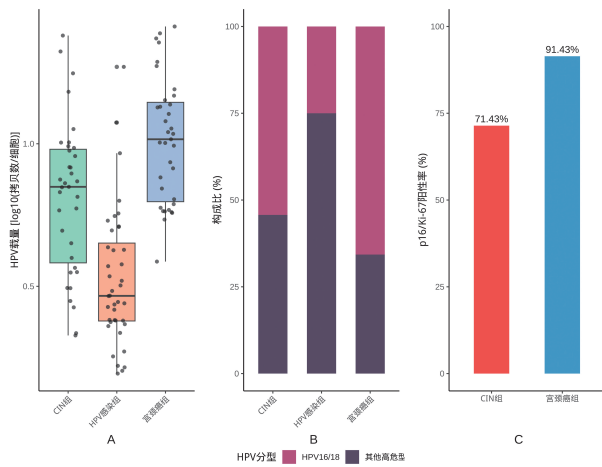 HPV载量 [log10(拷贝数/细胞)]
1.0
0.5
CIN组
HPV感染组
宫颈癌组
A
构成比 (%)
100
75
50
25
0
CIN组
HPV感染组
宫颈癌组
B
HPV分型
HPV16/18
其他高危型
p16/Ki-67阳性率 (%)
100
75
50
25
0
71.43%
91.43%
CIN组
宫颈癌组
C